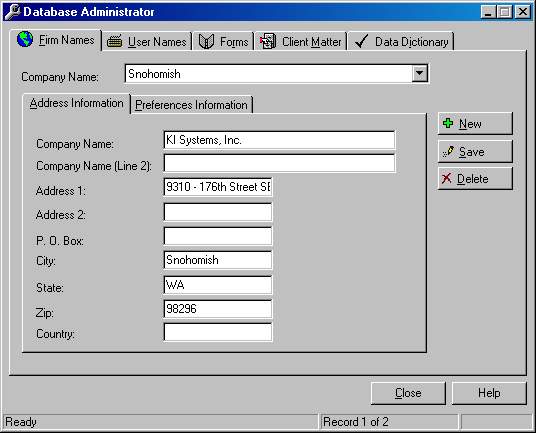 Database Administrator
Firm Names User Names Forms Client Matter Data Dictionary
Company Name: Snohomish
Address Information Preferences Information
Company Name: KI Systems, Inc.
Company Name (Line 2):
Address 1: 9310 - 176th Street SE
Address 2:
P. O. Box:
City: Snohomish
State: WA
Zip: 98296
Country:
New
Save
Delete
Close Help
Ready Record 1 of 2